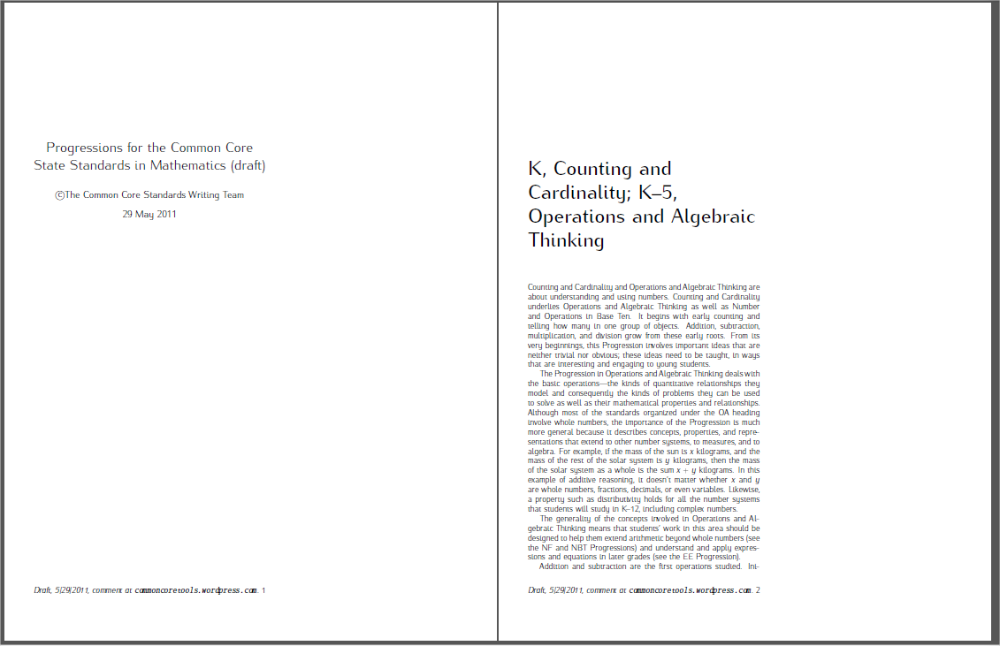 Progressions for the Common Core
State Standards in Mathematics (draft)
©The Common Core Standards Writing Team
29 May 2011
Draft, 5/29/2011, comment at commoncoretools.wordpress.com. 1
K, Counting and
Cardinality; K–5,
Operations and Algebraic
Thinking
Counting and Cardinality and Operations and Algebraic Thinking are
about understanding and using numbers. Counting and Cardinality
underlies Operations and Algebraic Thinking as well as Number
and Operations in Base Ten. It begins with early counting and
telling how many in one group of objects. Addition, subtraction,
multiplication, and division grow from these early roots. From its
very beginnings, this Progression involves important ideas that are
neither trivial nor obvious; these ideas need to be taught, in ways
that are interesting and engaging to young students.
The Progression in Operations and Algebraic Thinking deals with
the basic operations—the kinds of quantitative relationships they
model and consequently the kinds of problems they can be used
to solve as well as their mathematical properties and relationships.
Although most of the standards organized under the OA heading
involve whole numbers, the importance of the Progression is much
more general because it describes concepts, properties, and repre-
sentations that extend to other number systems, to measures, and to
algebra. For example, if the mass of the sun is x kilograms, and the
mass of the rest of the solar system is y kilograms, then the mass
of the solar system as a whole is the sum x + y kilograms. In this
example of additive reasoning, it doesn't matter whether x and y
are whole numbers, fractions, decimals, or even variables. Likewise,
a property such as distributivity holds for all the number systems
that students will study in K–12, including complex numbers.
The generality of the concepts involved in Operations and Al-
gebraic Thinking means that students' work in this area should be
designed to help them extend arithmetic beyond whole numbers (see
the NF and NBT Progressions) and understand and apply expres-
sions and equations in later grades (see the EE Progression).
Addition and subtraction are the first operations studied. Ini-
Draft, 5/29/2011, comment at commoncoretools.wordpress.com. 2